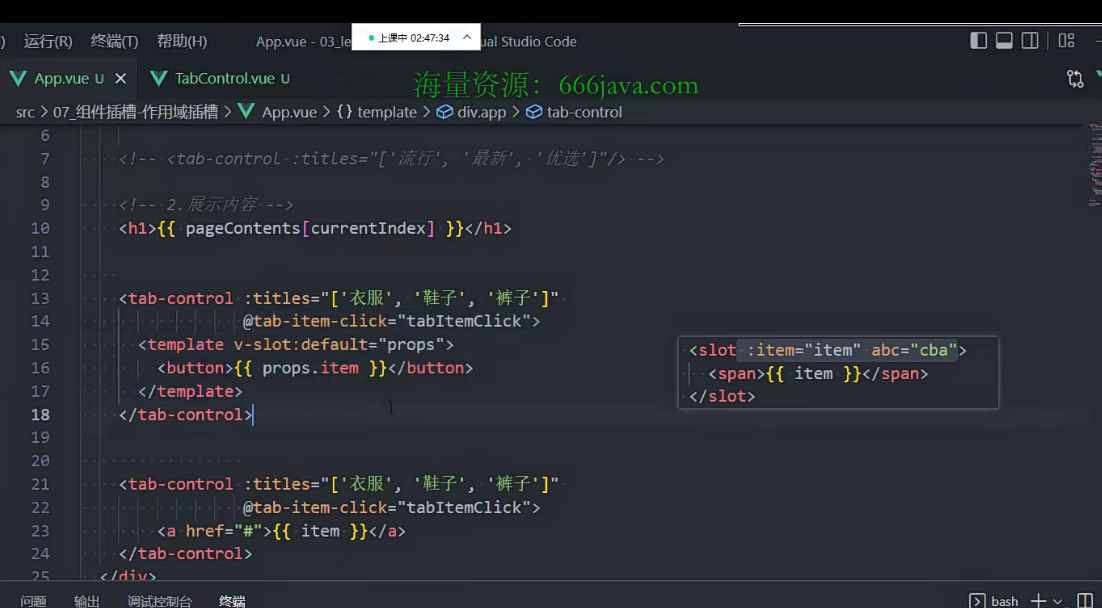 ) 运行(R) 终端(T) 帮助(H) App.vue - 03_le
上课中 02:47:34
ual Studio Code
App.vue U
TabControl.vue U
海量资源：666java.com
src > 07_组件插槽-作用域插槽 > App.vue > {} template > div.app > tab-control
6
7 <!-- <tab-control :titles="['流行', '最新', '优选']"/> -->
8
9 <!-- 2.展示内容 -->
10 <h1>{{ pageContents[currentIndex] }}</h1>
11
12
13 <tab-control :titles="['衣服', '鞋子', '裤子']"
14 @tab-item-click="tabItemClick">
15 <template v-slot:default="props">
16 <button>{{ props.item }}</button>
17 </template>
18 </tab-control>
19
20
21 <tab-control :titles="['衣服', '鞋子', '裤子']"
22 @tab-item-click="tabItemClick">
23 <a href="#">{{ item }}</a>
24 </tab-control>
25 </div>
<slot :item="item" abc="cba">
<span>{{ item }}</span>
</slot>
问题 输出 调试控制台 终端
bash